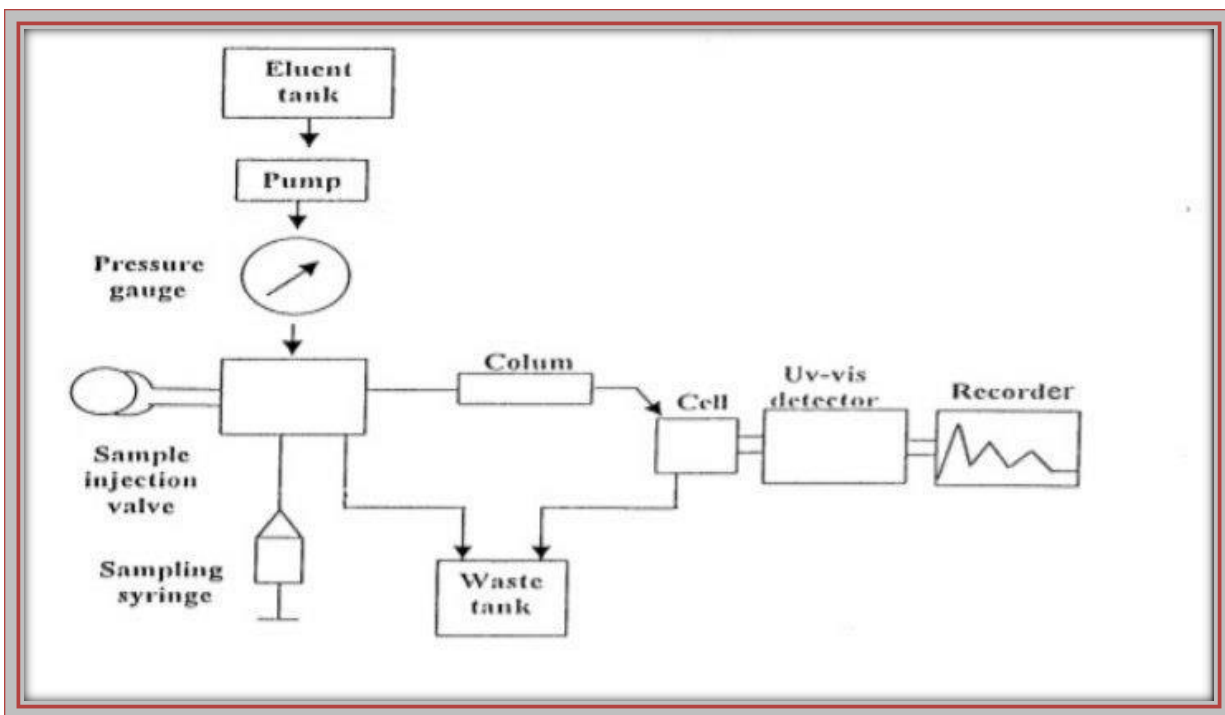 Eluent
tank
Pump
Pressure
gauge
Colum
Cell
Uv-vis
detector
Recorder
Sample
injection
valve
Sampling
syringe
Waste
tank